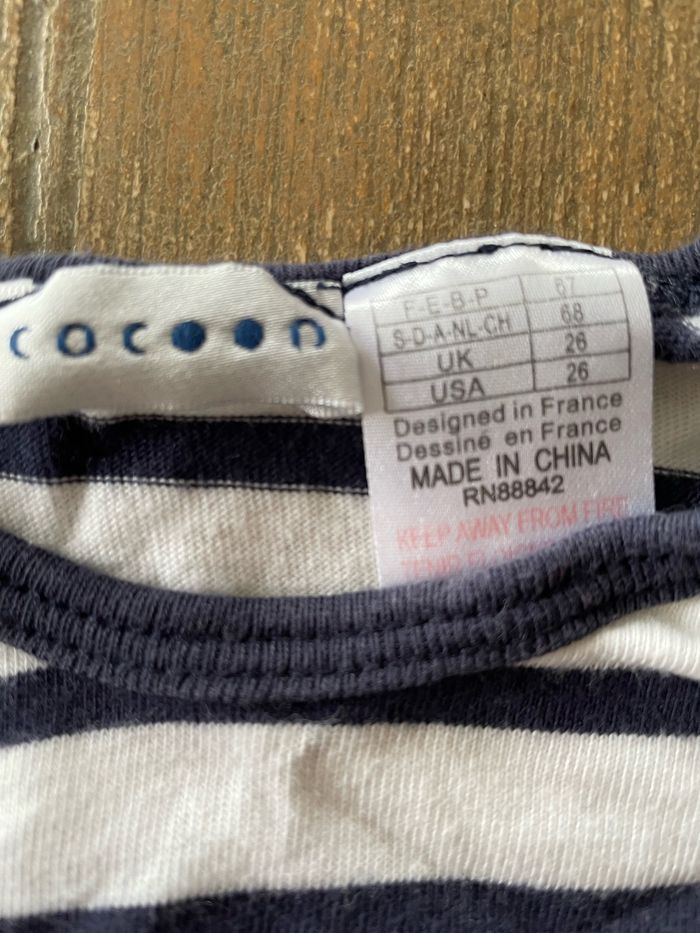 cocoon
F-E-B-P 67
S-D-A-NL-CH 68
UK 26
USA 26
Designed in France
Dessiné en France
MADE IN CHINA
RN88842
KEEP AWAY FROM FIRE